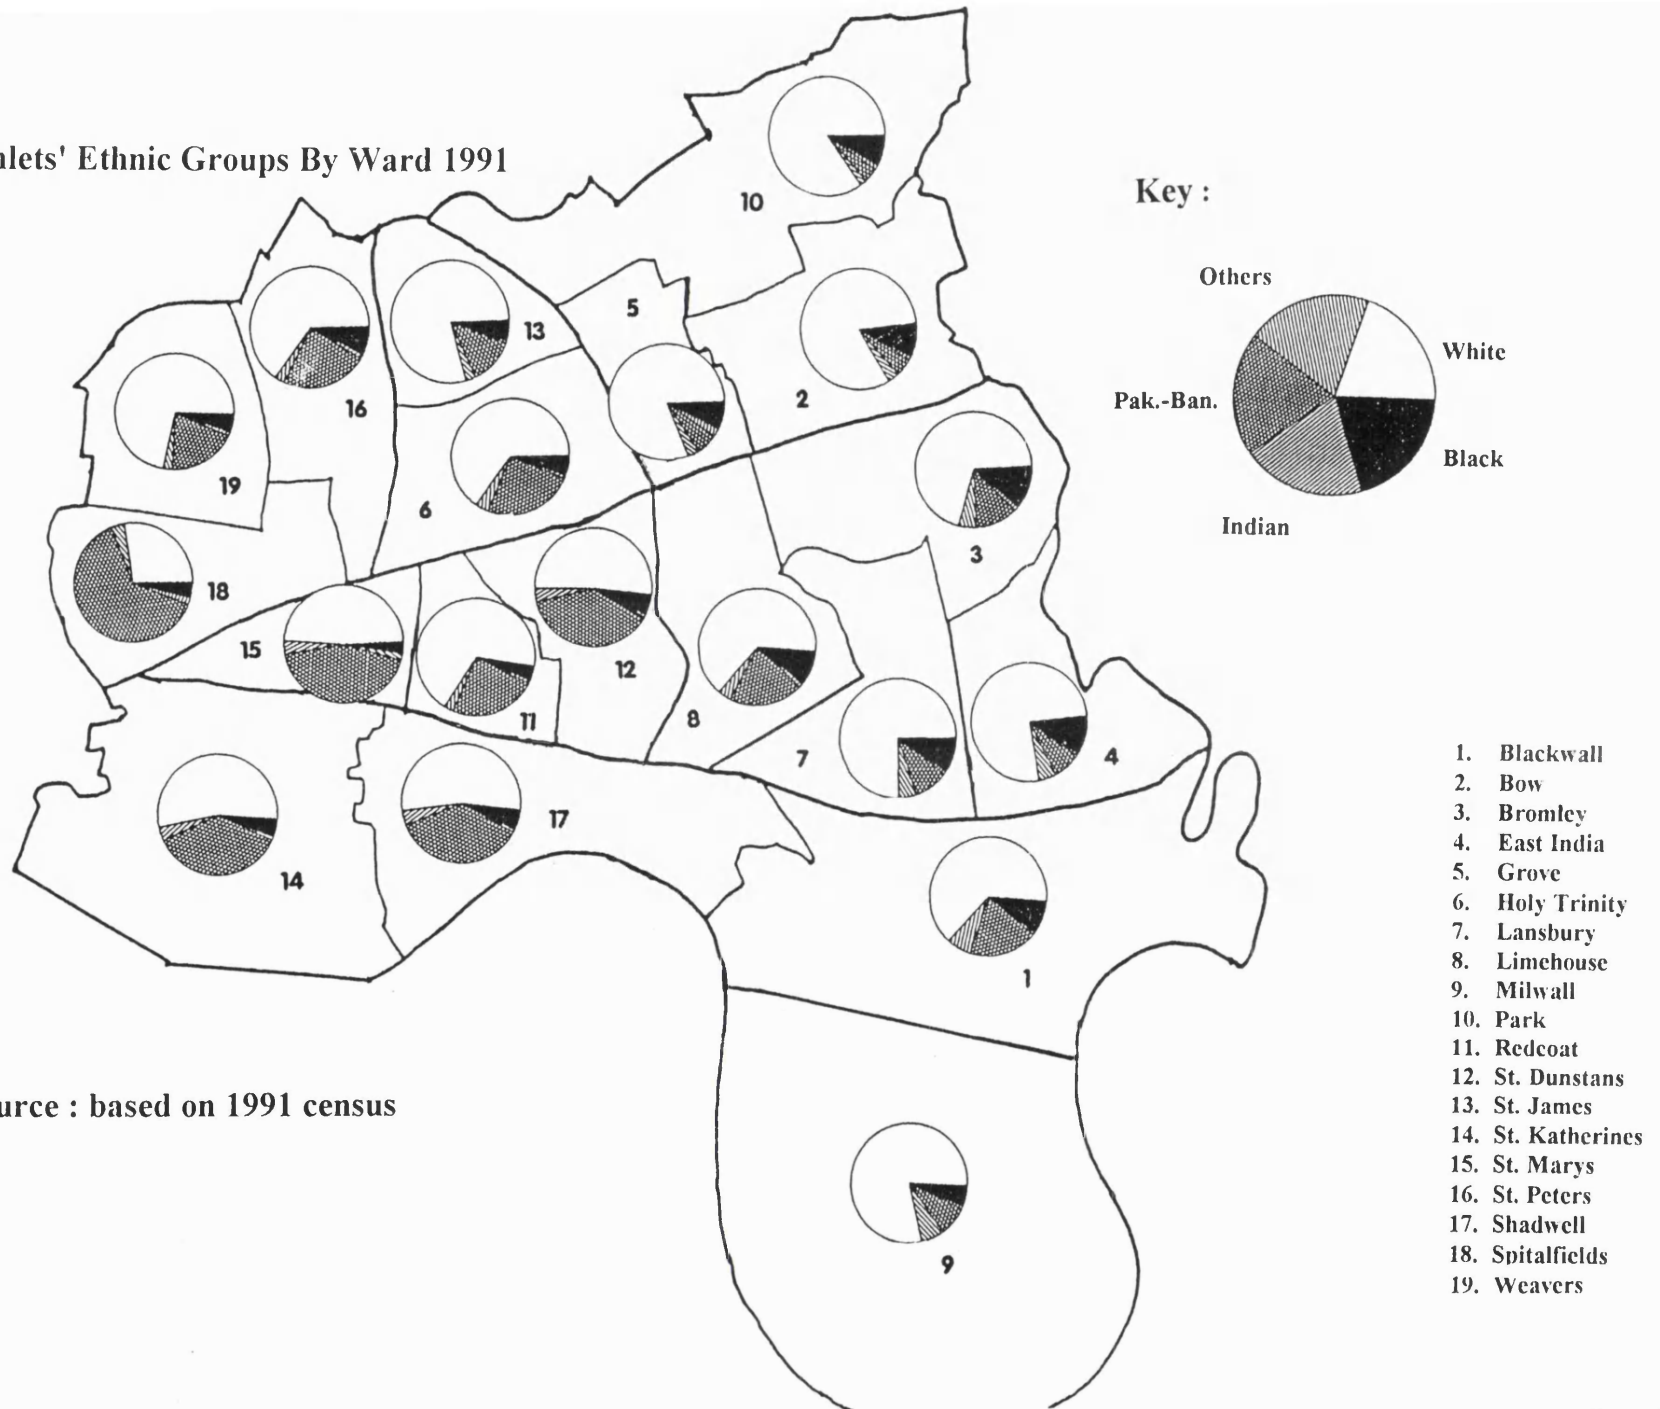 hlets' Ethnic Groups By Ward 1991
Key :
Others
White
Pak.-Ban.
Black
Indian
10
5
13
2
16
19
6
3
18
15
12
11
8
7
4
14
17
1
9
1. Blackwall
2. Bow
3. Bromley
4. East India
5. Grove
6. Holy Trinity
7. Lansbury
8. Limehouse
9. Milwall
10. Park
11. Redcoat
12. St. Dunstans
13. St. James
14. St. Katherines
15. St. Marys
16. St. Peters
17. Shadwell
18. Spitalfields
19. Weavers
urce : based on 1991 census